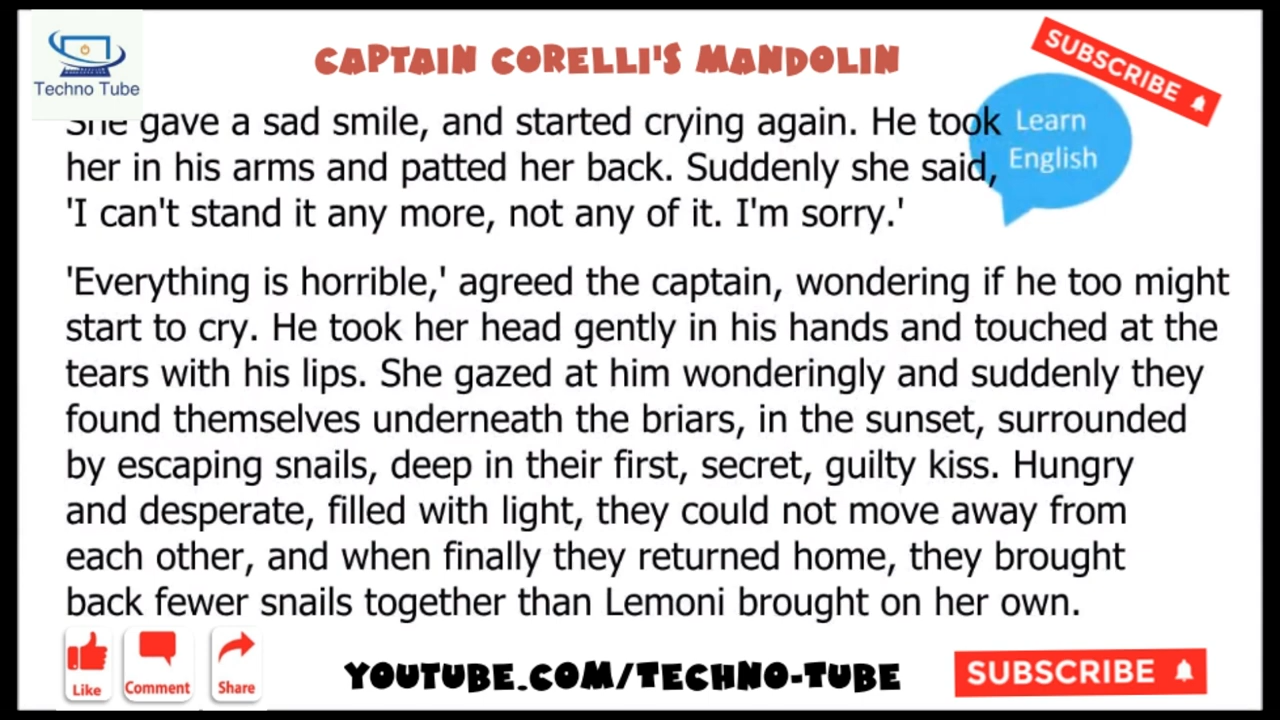 Techno Tube
CAPTAIN CORELLI'S MANDOLIN
SUBSCRIBE
Learn
English
She gave a sad smile, and started crying again. He took
her in his arms and patted her back. Suddenly she said,
'I can't stand it any more, not any of it. I'm sorry.'
'Everything is horrible,' agreed the captain, wondering if he too might
start to cry. He took her head gently in his hands and touched at the
tears with his lips. She gazed at him wonderingly and suddenly they
found themselves underneath the briars, in the sunset, surrounded
by escaping snails, deep in their first, secret, guilty kiss. Hungry
and desperate, filled with light, they could not move away from
each other, and when finally they returned home, they brought
back fewer snails together than Lemoni brought on her own.
Like
Comment
Share
YOUTUBE.COM/TECHNO-TUBE
SUBSCRIBE